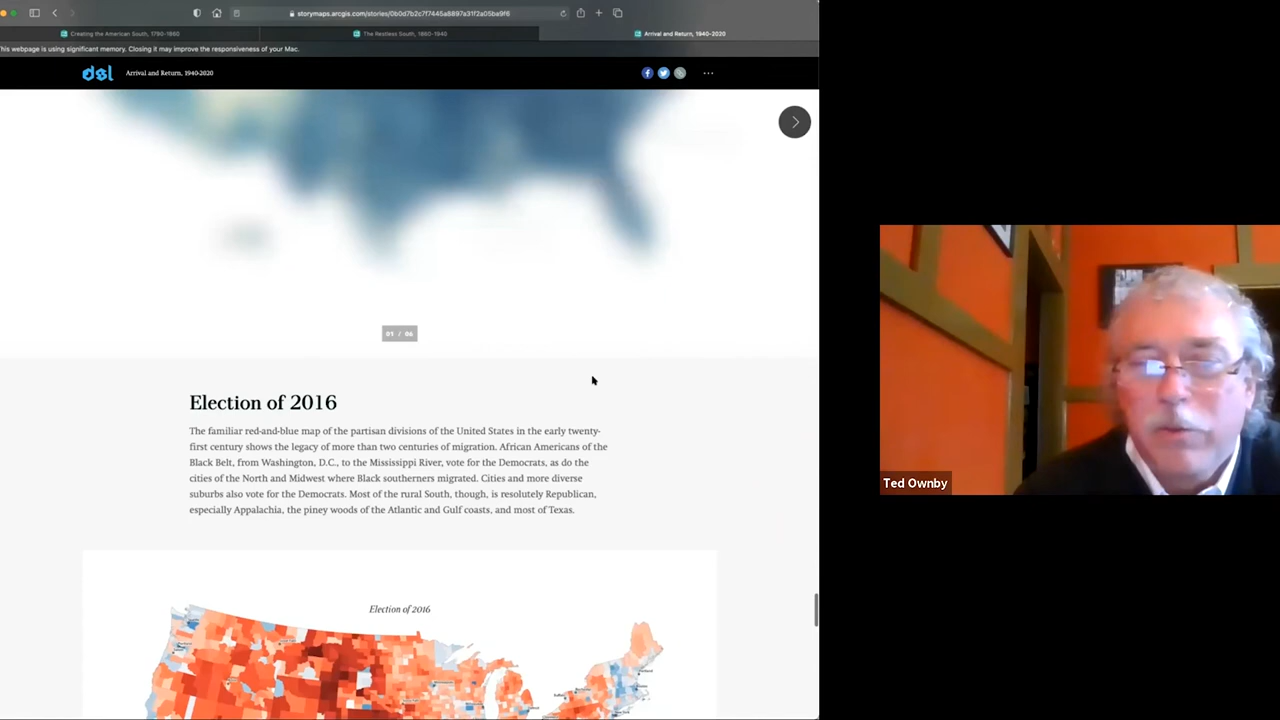 storymaps.arcgis.com/stories/0b0d7b2c7f7445a8897a31f2a05ba9f6
Creating the American South, 1790-1860
The Restless South, 1860-1940
Arrival and Return, 1940-2020
This webpage is using significant memory. Closing it may improve the responsiveness of your Mac.
dsl
Arrival and Return, 1940-2020
05 / 06
Election of 2016
The familiar red-and-blue map of the partisan divisions of the United States in the early twenty-
first century shows the legacy of more than two centuries of migration. African Americans of the
Black Belt, from Washington, D.C., to the Mississippi River, vote for the Democrats, as do the
cities of the North and Midwest where Black southerners migrated. Cities and more diverse
suburbs also vote for the Democrats. Most of the rural South, though, is resolutely Republican,
especially Appalachia, the piney woods of the Atlantic and Gulf coasts, and most of Texas.
Election of 2016
Ted Ownby